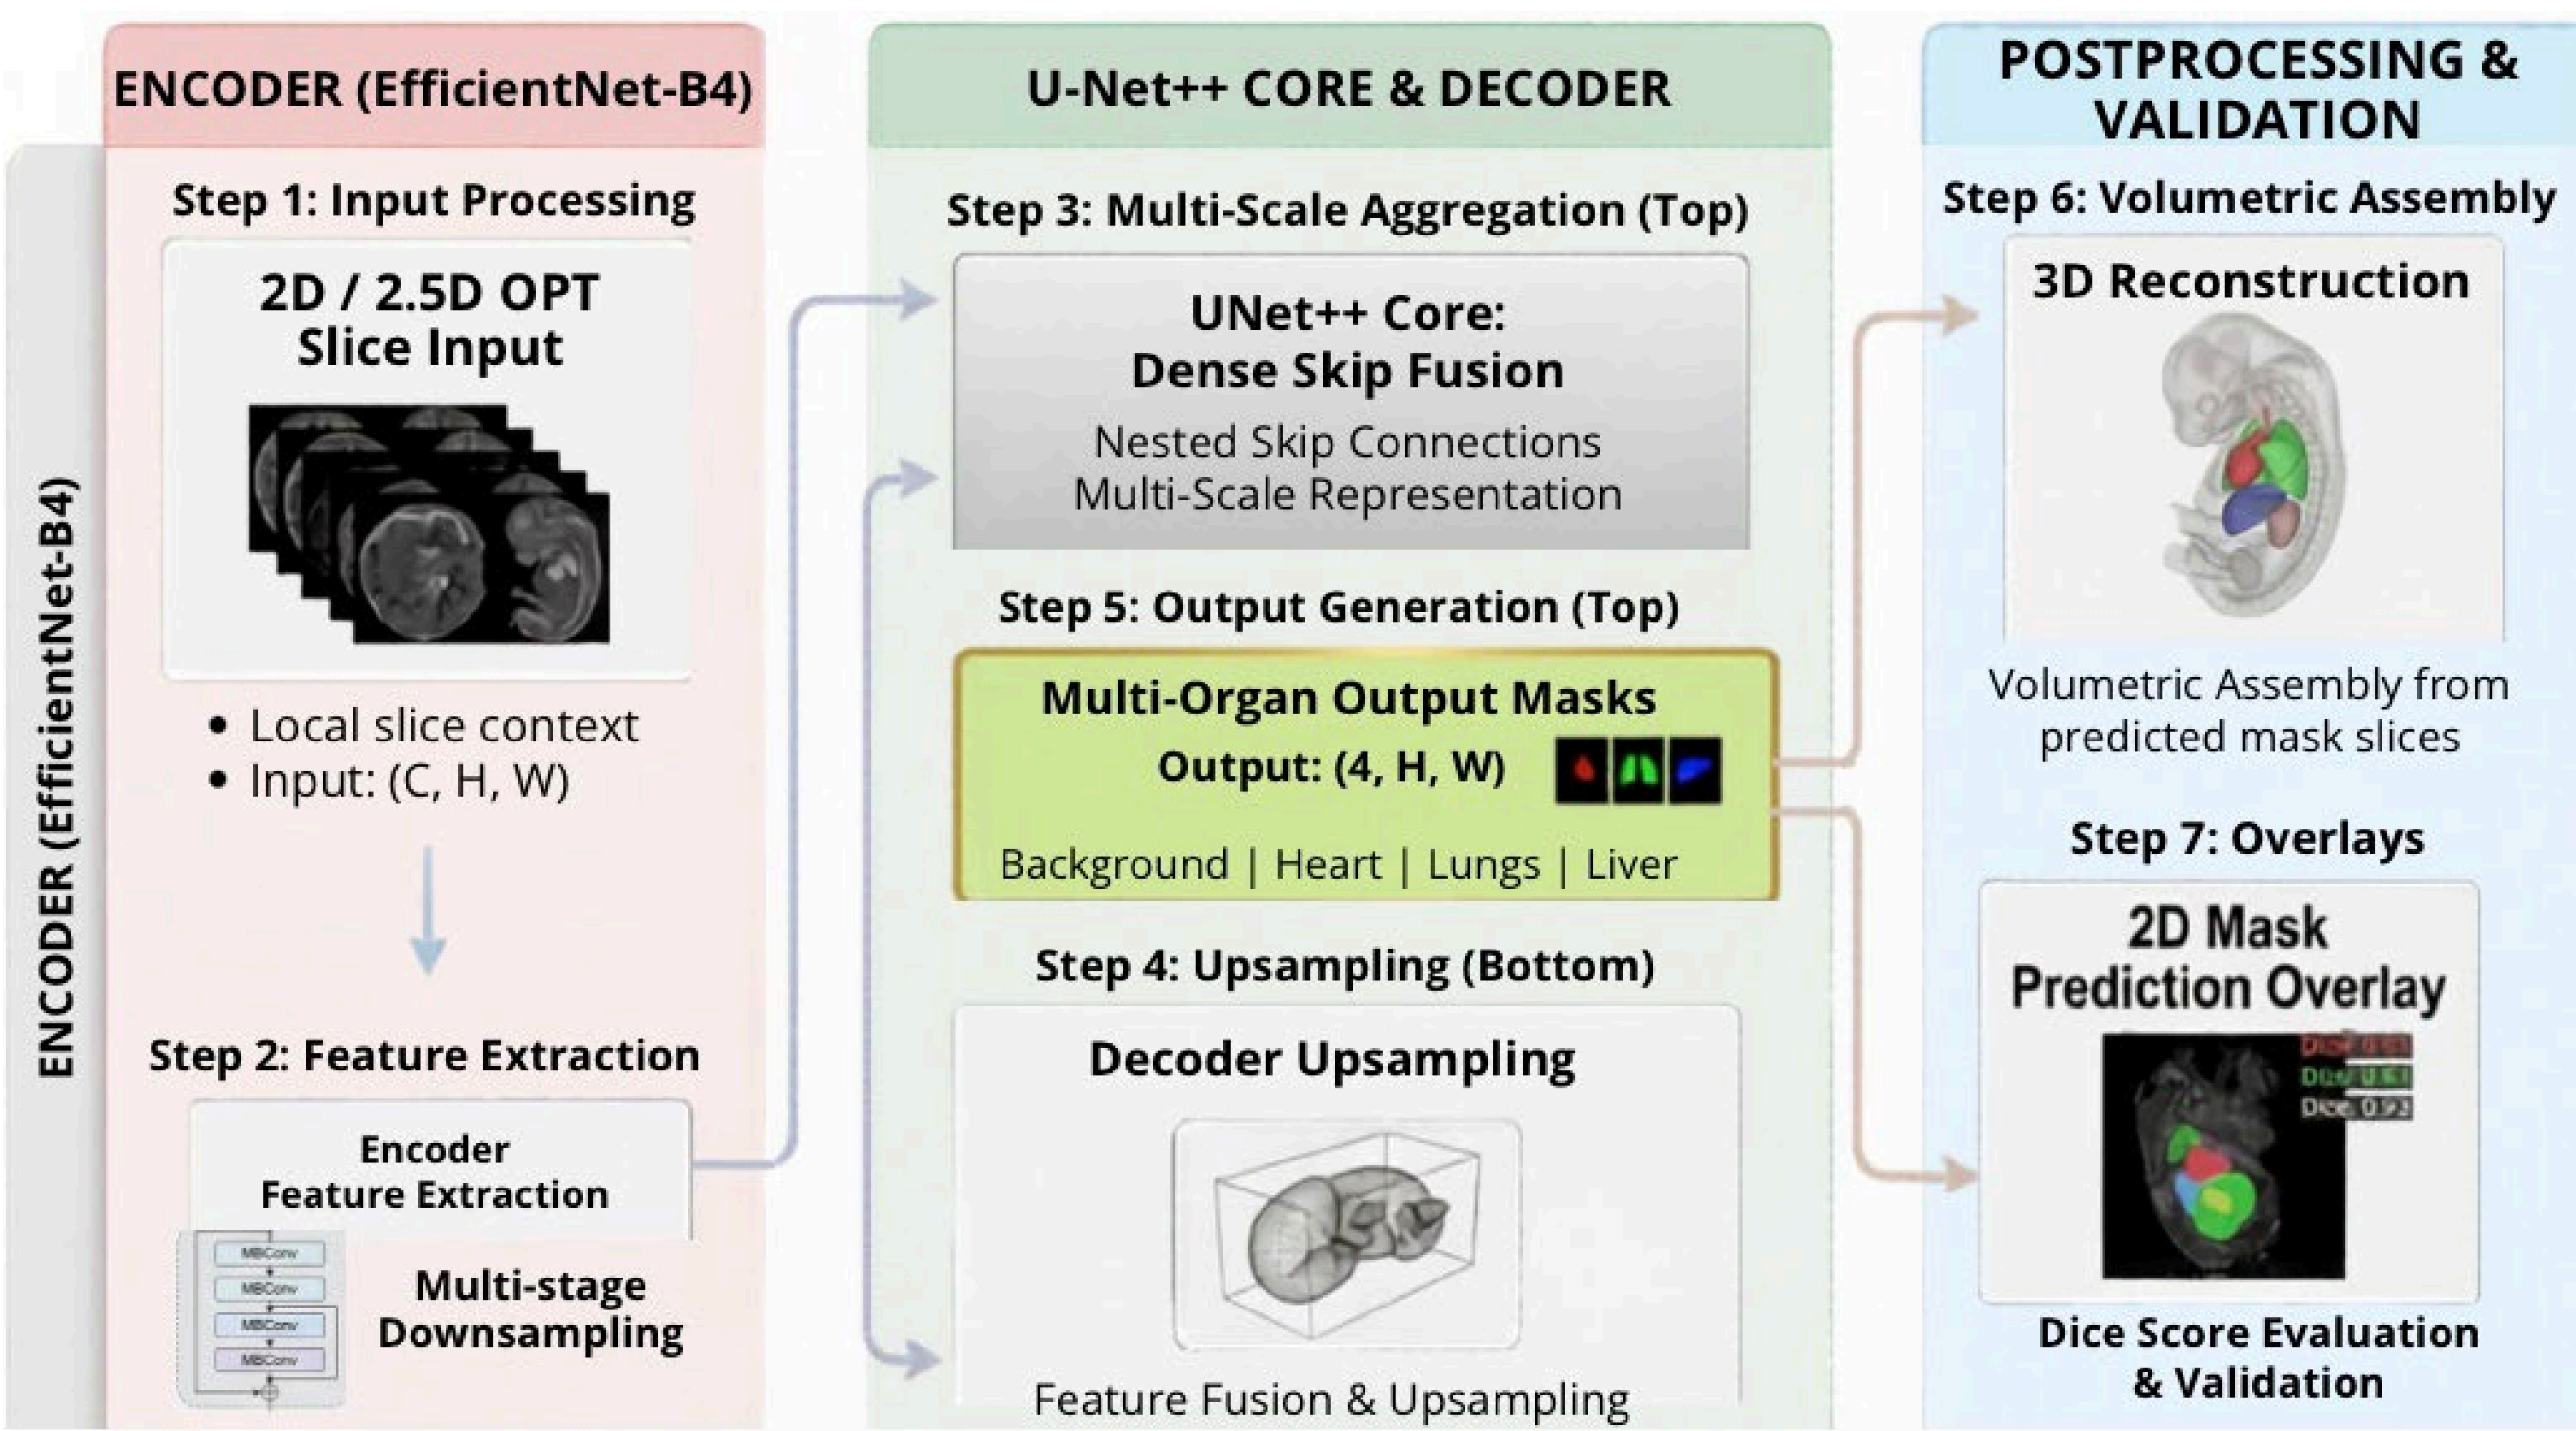 ENCODER (EfficientNet-B4)
ENCODER (EfficientNet-B4)
Step 1: Input Processing
2D / 2.5D OPT
Slice Input
• Local slice context
• Input: (C, H, W)
Step 2: Feature Extraction
Encoder
Feature Extraction
MBConv
MBConv
MBConv
MBConv
Multi-stage
Downsampling
U-Net++ CORE & DECODER
Step 3: Multi-Scale Aggregation (Top)
UNet++ Core:
Dense Skip Fusion
Nested Skip Connections
Multi-Scale Representation
Step 5: Output Generation (Top)
Multi-Organ Output Masks
Output: (4, H, W)
Background | Heart | Lungs | Liver
Step 4: Upsampling (Bottom)
Decoder Upsampling
Feature Fusion & Upsampling
POSTPROCESSING &
VALIDATION
Step 6: Volumetric Assembly
3D Reconstruction
Volumetric Assembly from
predicted mask slices
Step 7: Overlays
2D Mask
Prediction Overlay
Dice Score Evaluation
& Validation